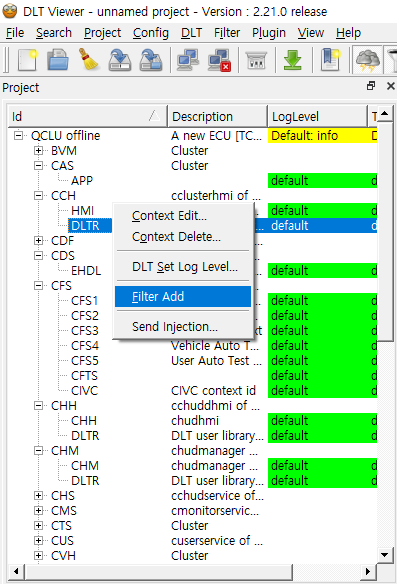 DLT Viewer - unnamed project - Version : 2.21.0 release
File Search Project Config DLT Filter Plugin View Help
Project
Id Description LogLevel T
QCLU offline A new ECU [TC... Default: info D
BVM Cluster
CAS Cluster
APP default d
CCH cclusterhmi of ...
HMI default d
DLTR default d
CDF
CDS
EHDL default d
CFS
CFS1 default d
CFS2 default d
CFS3 default d
CFS4 Vehicle Auto T... default d
CFS5 User Auto Test ... default d
CFTS default d
CIVC CIVC context id default d
CHH cchuddhmi of ...
CHH chudhmi default d
DLTR DLT user library... default d
CHM chudmanager ...
CHM chudmanager ... default d
DLTR DLT user library... default d
CHS cchudservice of...
CMS cmonitorservic...
CTS Cluster
CUS cuserservice of...
CVH Cluster
Context Edit...
Context Delete...
DLT Set Log Level...
Filter Add
Send Injection...